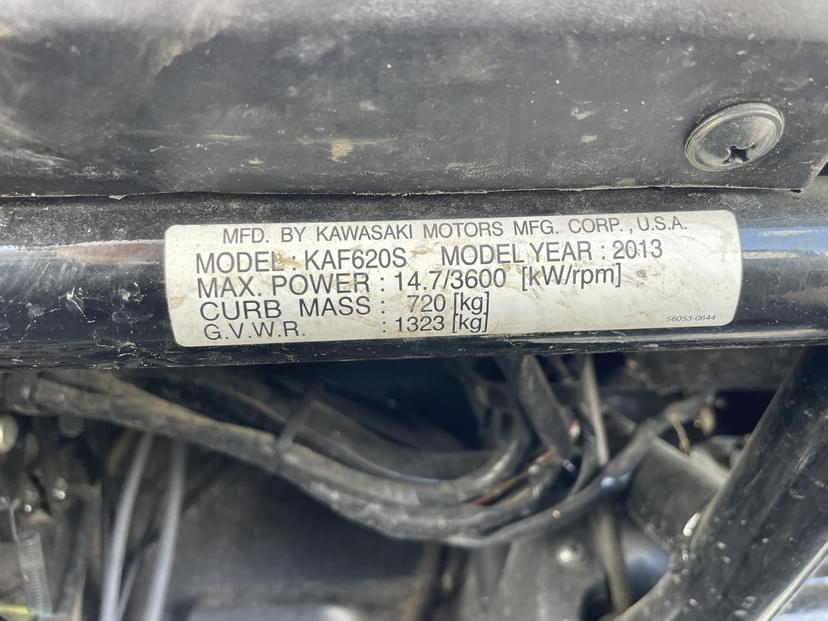 MFD. BY KAWASAKI MOTORS MFG. CORP., U.S.A.
MODEL : KAF620S MODEL YEAR : 2013
MAX. POWER : 14.7/3600 [kW/rpm]
CURB MASS : 720 [kg]
G.V.W.R. : 1323 [kg]
56053-0644